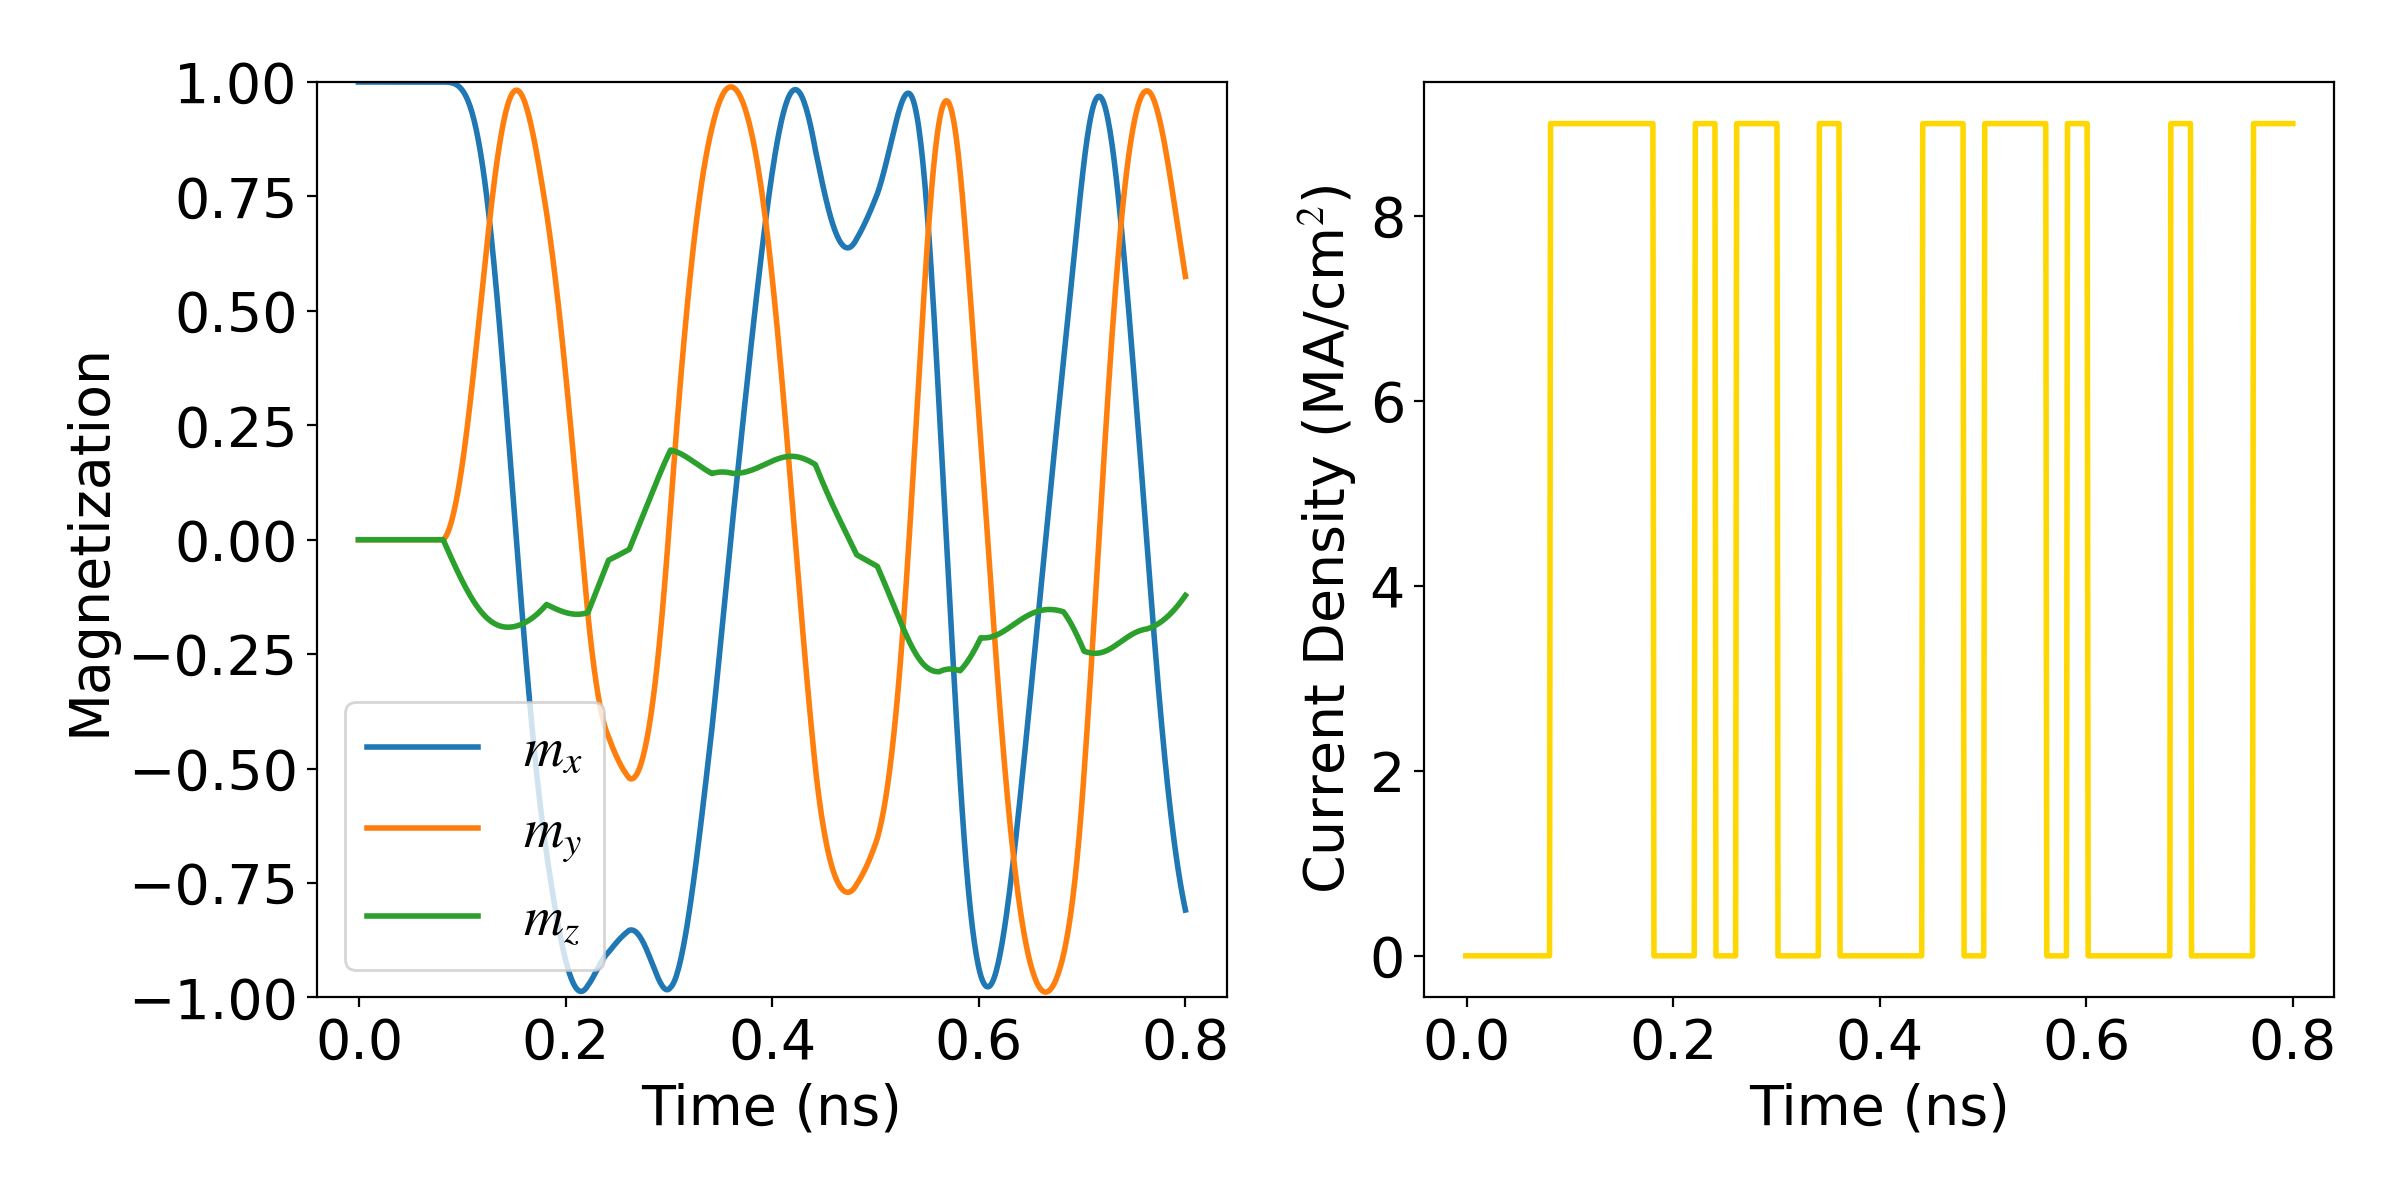 1.00
0.75
0.50
0.25
0.00
−0.25
−0.50
−0.75
−1.00
Magnetization
m_x
m_y
m_z
0.0 0.2 0.4 0.6 0.8
Time (ns)
8
6
4
2
0
Current Density (MA/cm²)
0.0 0.2 0.4 0.6 0.8
Time (ns)